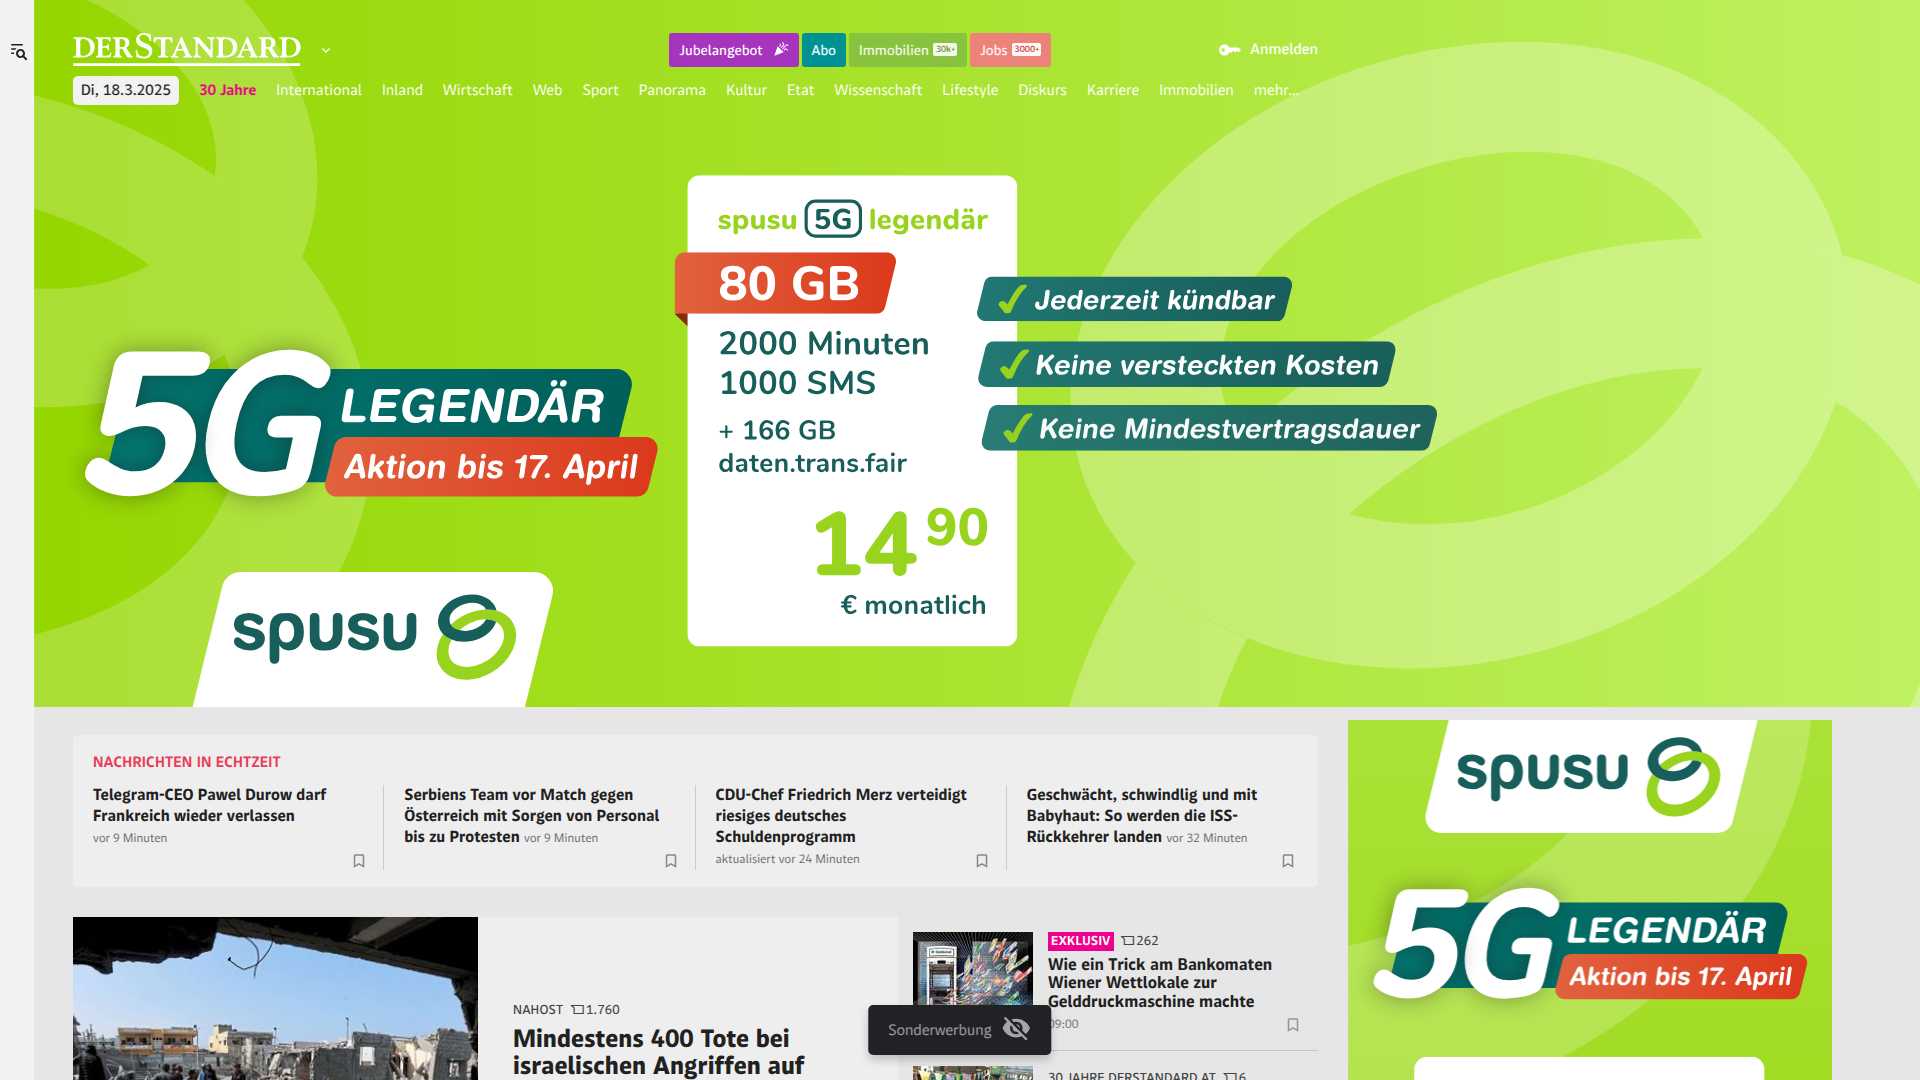 DERSTANDARD
Jubelangebot
Abo
Immobilien 30k+
Jobs 3000+
Anmelden
Di, 18.3.2025
30 Jahre
International
Inland
Wirtschaft
Web
Sport
Panorama
Kultur
Etat
Wissenschaft
Lifestyle
Diskurs
Karriere
Immobilien
mehr...
spusu 5G legendär
80 GB
2000 Minuten
1000 SMS
+ 166 GB
daten.trans.fair
14 90
€ monatlich
Jederzeit kündbar
Keine versteckten Kosten
Keine Mindestvertragsdauer
5G LEGENDÄR
Aktion bis 17. April
spusu
NACHRICHTEN IN ECHTZEIT
Telegram-CEO Pawel Durow darf
Frankreich wieder verlassen
vor 9 Minuten
Serbiens Team vor Match gegen
Österreich mit Sorgen von Personal
bis zu Protesten vor 9 Minuten
CDU-Chef Friedrich Merz verteidigt
riesiges deutsches
Schuldenprogramm
aktualisiert vor 24 Minuten
Geschwächt, schwindlig und mit
Babyhaut: So werden die ISS-
Rückkehrer landen vor 32 Minuten
NAHOST 1.760
Mindestens 400 Tote bei
israelischen Angriffen auf
EXKLUSIV 262
Wie ein Trick am Bankomaten
Wiener Wettlokale zur
Gelddruckmaschine machte
09:00
30 JAHRE DERSTANDARD.AT 6
Sonderwerbung
spusu
5G LEGENDÄR
Aktion bis 17. April